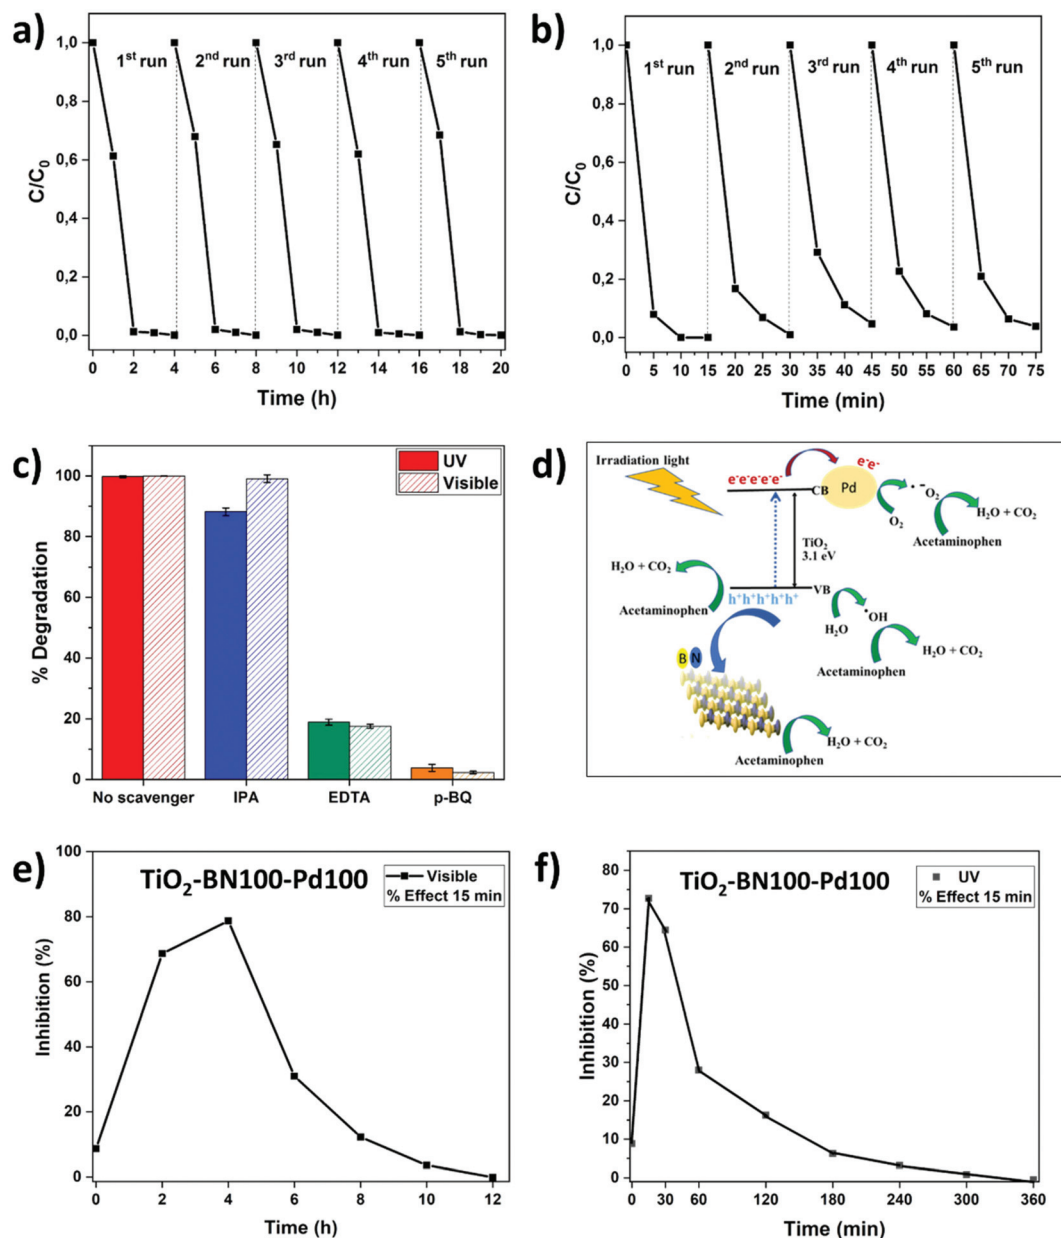 a)
1,0
0,8
0,6
0,4
0,2
0,0
C/C0
1st run
2nd run
3rd run
4th run
5th run
0 2 4 6 8 10 12 14 16 18 20
Time (h)
b)
1,0
0,8
0,6
0,4
0,2
0,0
C/C0
1st run
2nd run
3rd run
4th run
5th run
0 5 10 15 20 25 30 35 40 45 50 55 60 65 70 75
Time (min)
c)
100
80
60
40
20
0
% Degradation
UV
Visible
No scavenger IPA EDTA p-BQ
d)
Irradiation light
e-e-e-e-e-
CB
Pd
e-e-
O2
•-O2
H2O + CO2
Acetaminophen
TiO2
3.1 eV
H2O + CO2
Acetaminophen
h+h+h+h+h+
VB
H2O
•OH
H2O + CO2
Acetaminophen
B N
H2O + CO2
Acetaminophen
e)
100
80
60
40
20
0
Inhibition (%)
TiO2-BN100-Pd100
Visible
% Effect 15 min
0 2 4 6 8 10 12
Time (h)
f)
80
70
60
50
40
30
20
10
0
Inhibition (%)
TiO2-BN100-Pd100
UV
% Effect 15 min
0 30 60 120 180 240 300 360
Time (min)